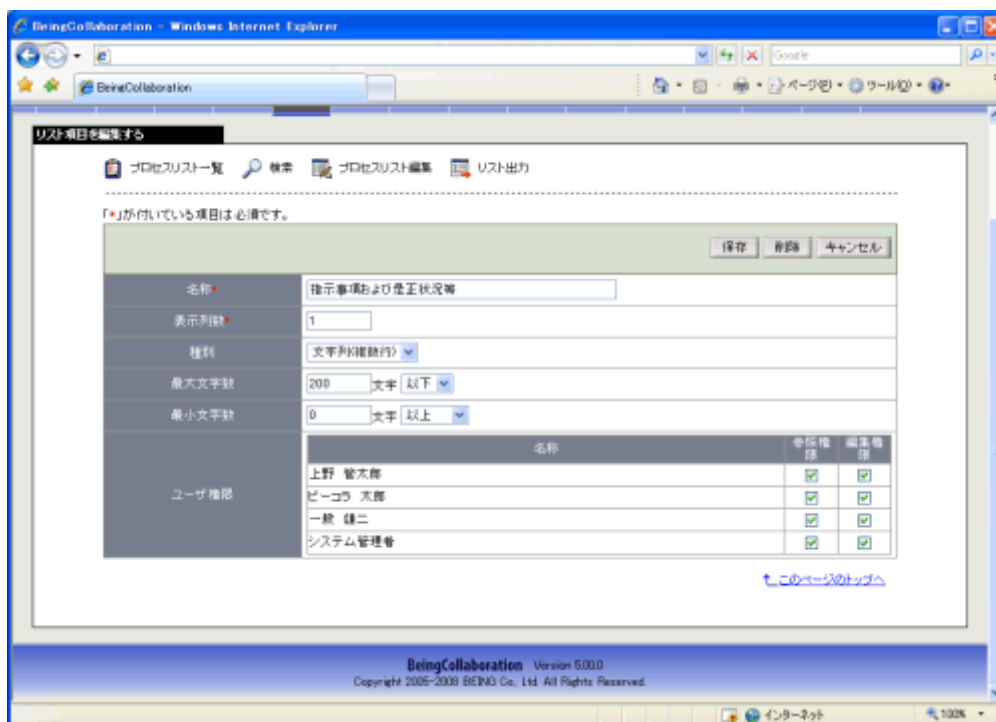 BeingCollaboration - Windows Internet Explorer
Google
BeingCollaboration
ページ(P) ツール(O)
リスト項目を編集する
プロセスリスト一覧 検索 プロセスリスト編集 リスト出力
「*」が付いている項目は必須です。
保存 削除 キャンセル
名称* 指示事項および是正状況等
表示列数* 1
種別 文字列(複数行)
最大文字数 200 文字 以下
最小文字数 0 文字 以上
ユーザ権限
名称 参照権限 編集権限
上野 管太郎
ビーコラ 太郎
一般 雄二
システム管理者
このページのトップへ
BeingCollaboration Version 5.00.0
Copyright 2005-2008 BEING Co., Ltd. All Rights Reserved.
インターネット 100%